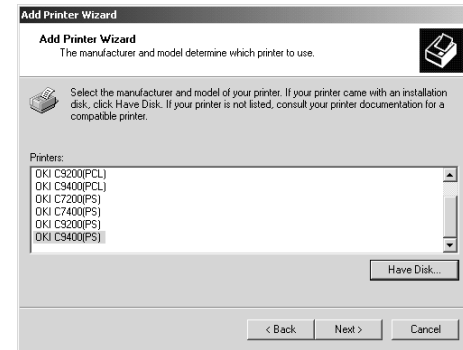 Add Printer Wizard
Add Printer Wizard
The manufacturer and model determine which printer to use.
Select the manufacturer and model of your printer. If your printer came with an installation
disk, click Have Disk. If your printer is not listed, consult your printer documentation for a
compatible printer.
Printers:
OKI C9200(PCL)
OKI C9400(PCL)
OKI C7200(PS)
OKI C7400(PS)
OKI C9200(PS)
OKI C9400(PS)
Have Disk...
< Back Next > Cancel